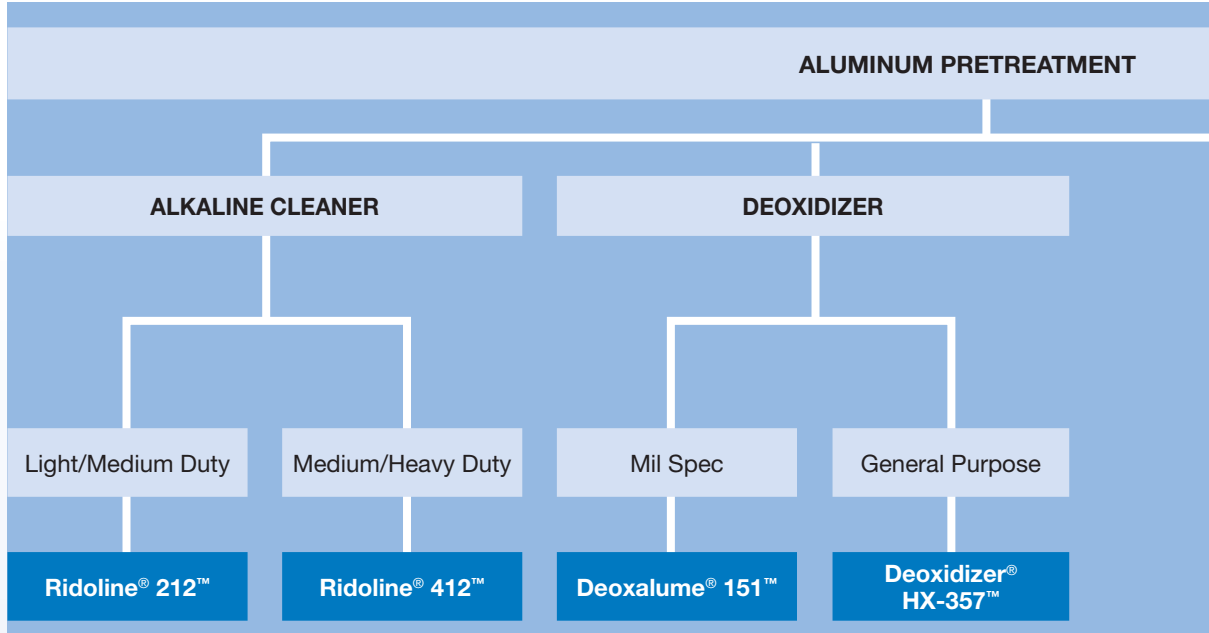 ALUMINUM PRETREATMENT
ALKALINE CLEANER
DEOXIDIZER
Light/Medium Duty
Medium/Heavy Duty
Mil Spec
General Purpose
Ridoline® 212™
Ridoline® 412™
Deoxalume® 151™
Deoxidizer®
HX-357™